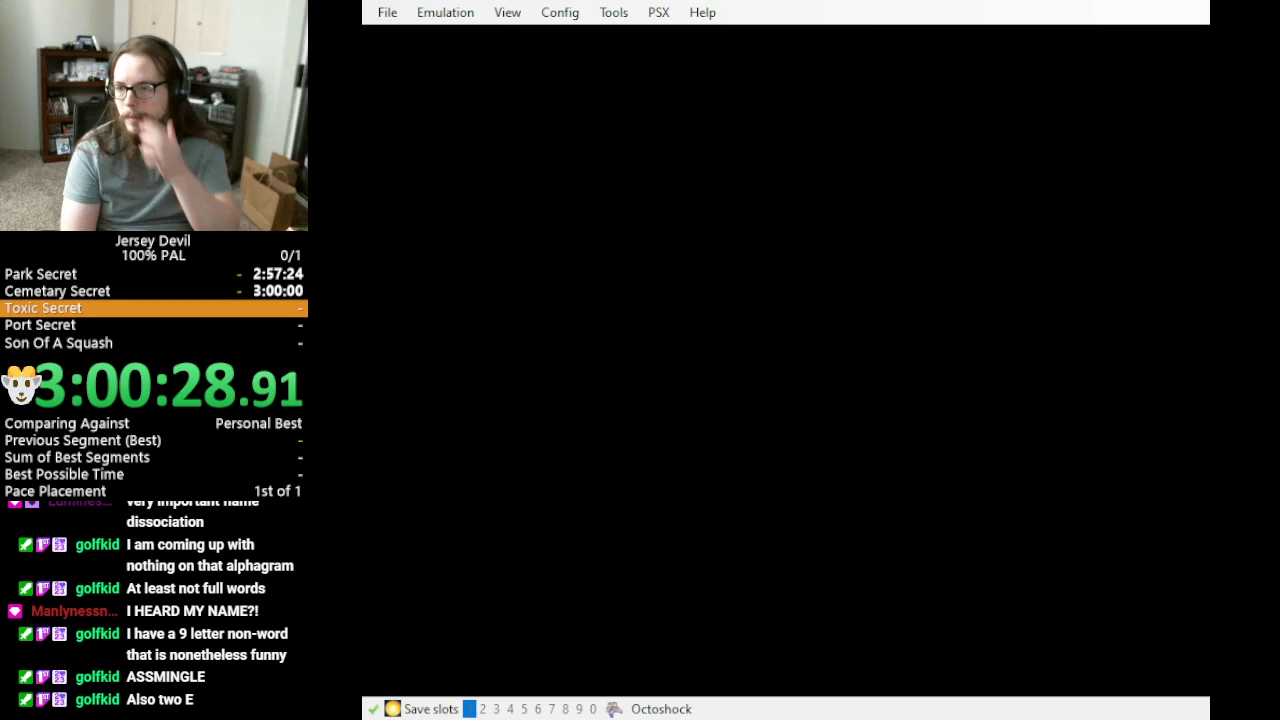 File Emulation View Config Tools PSX Help
Jersey Devil
100% PAL 0/1
Park Secret - 2:57:24
Cemetary Secret - 3:00:00
Toxic Secret -
Port Secret -
Son Of A Squash -
3:00:28.91
Comparing Against Personal Best
Previous Segment (Best) -
Sum of Best Segments -
Best Possible Time -
Pace Placement 1st of 1
very important name
dissociation
golfkid I am coming up with
nothing on that alphagram
golfkid At least not full words
Manlynessn... I HEARD MY NAME?!
golfkid I have a 9 letter non-word
that is nonetheless funny
golfkid ASSMINGLE
golfkid Also two E
Save slots 1 2 3 4 5 6 7 8 9 0 Octoshock